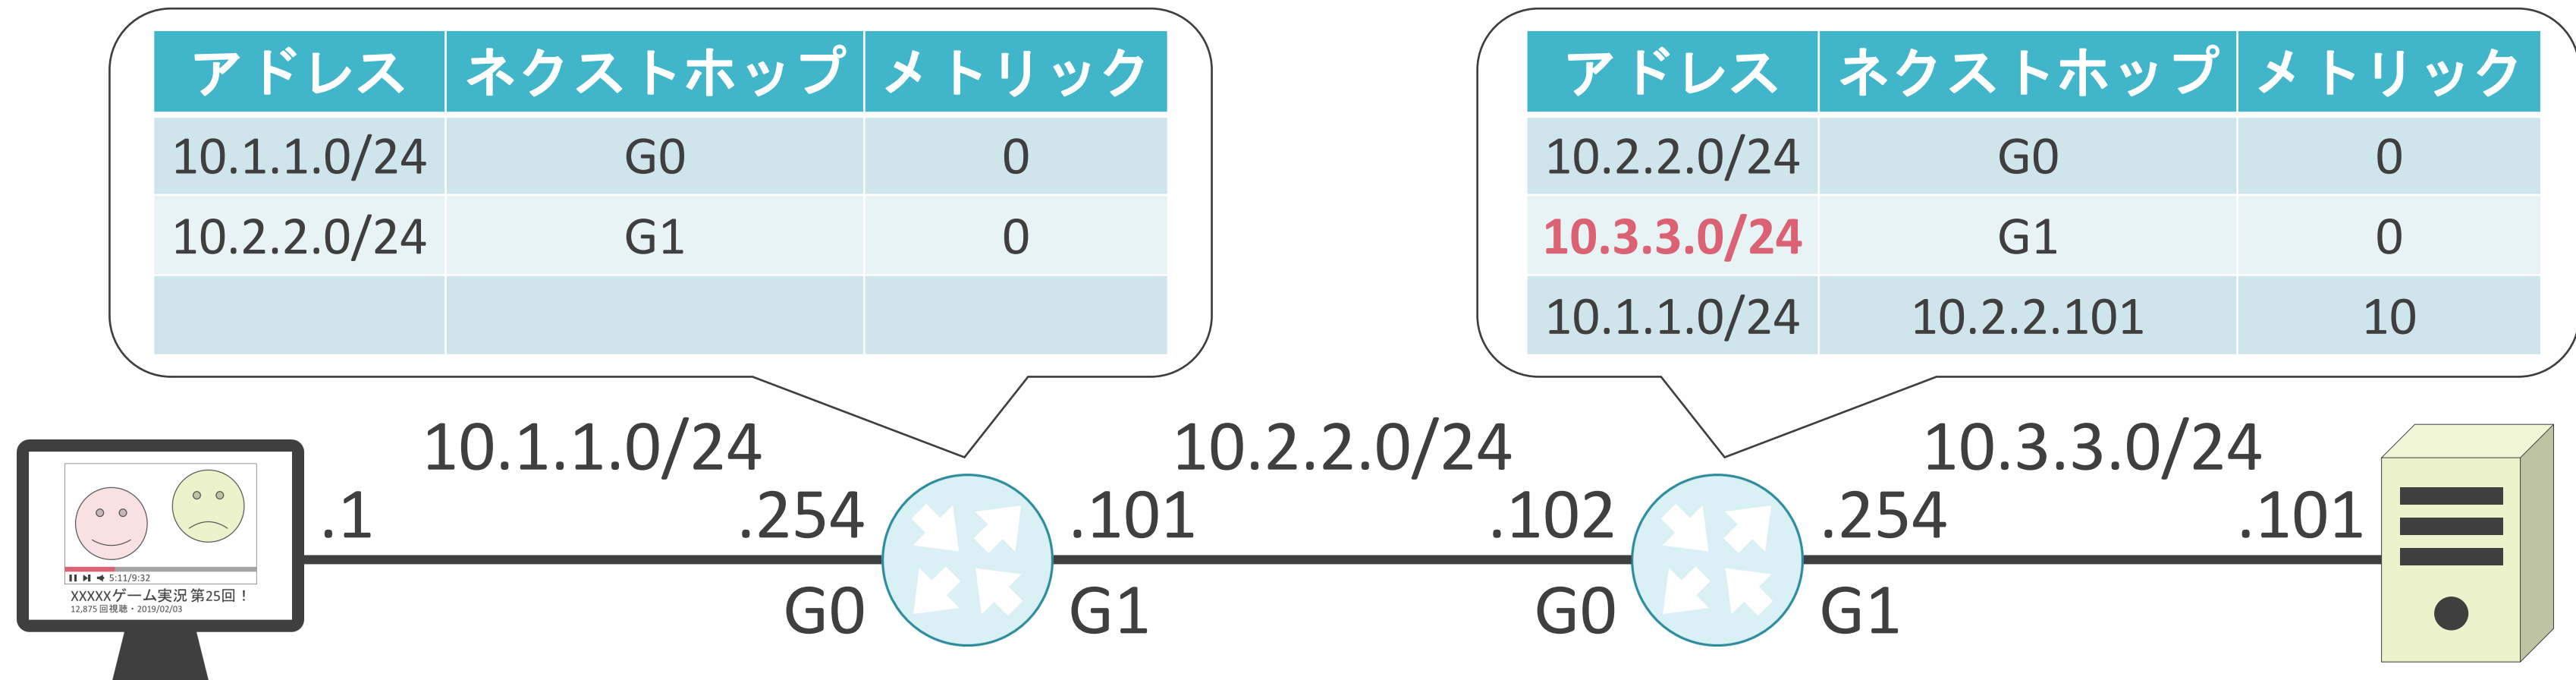 アドレス ネクストホップ メトリック
10.1.1.0/24 G0 0
10.2.2.0/24 G1 0
アドレス ネクストホップ メトリック
10.2.2.0/24 G0 0
10.3.3.0/24 G1 0
10.1.1.0/24 10.2.2.101 10
10.1.1.0/24 10.2.2.0/24 10.3.3.0/24
.1 .254 .101 .102 .254 .101
G0 G1 G0 G1
5:11/9:32
XXXXXゲーム実況 第25回！
12,875 回視聴・2019/02/03